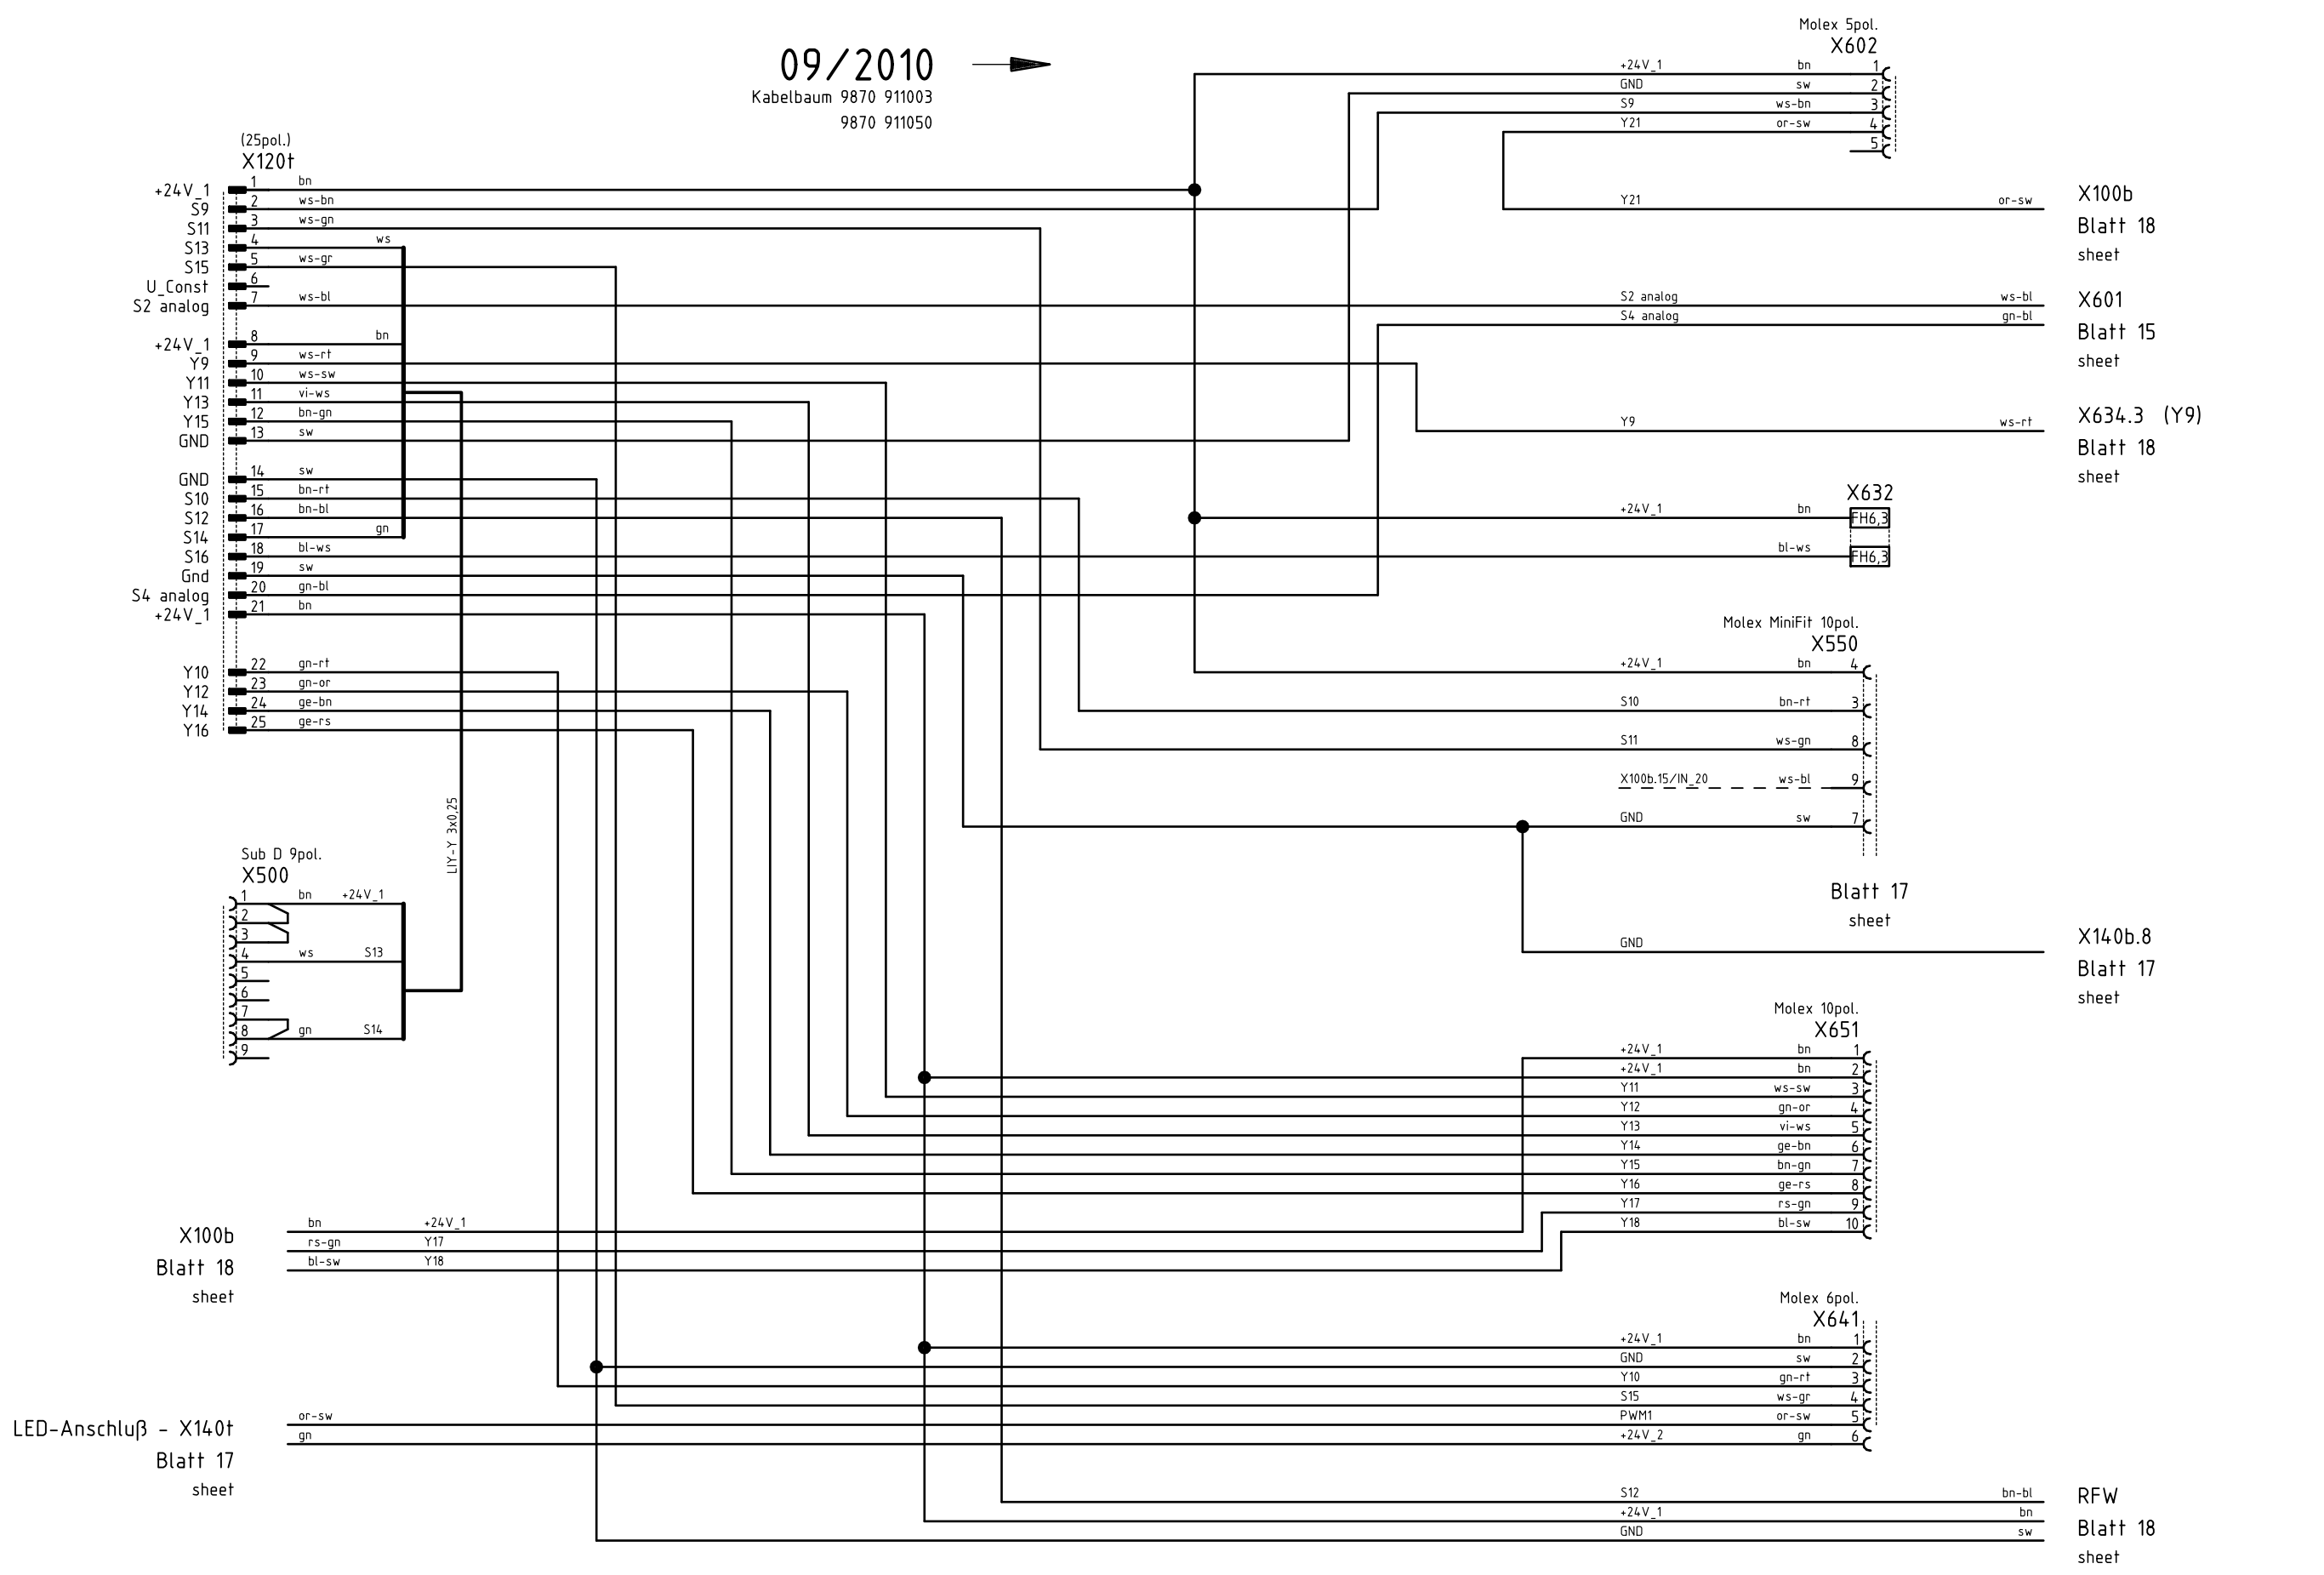 09/2010
Kabelbaum 9870 911003
9870 911050
(25pol.)
X120t
+24V_1 1 bn
S9 2 ws-bn
S11 3 ws-gn
S13 4 ws
S15 5 ws-gr
U_Const 6
S2 analog 7 ws-bl
+24V_1 8 bn
Y9 9 ws-rt
Y11 10 ws-sw
Y13 11 vi-ws
Y15 12 bn-gn
GND 13 sw
GND 14 sw
S10 15 bn-rt
S12 16 bn-bl
S14 17 gn
S16 18 bl-ws
Gnd 19 sw
S4 analog 20 gn-bl
+24V_1 21 bn
Y10 22 gn-rt
Y12 23 gn-or
Y14 24 ge-bn
Y16 25 ge-rs
LIY-Y 3x0,25
Sub D 9pol.
X500
1 bn +24V_1
2
3
4 ws S13
5
6
7
8 gn S14
9
X100b
Blatt 18
sheet
bn +24V_1
rs-gn Y17
bl-sw Y18
LED-Anschluß - X140t
Blatt 17
sheet
or-sw
gn
Molex 5pol.
X602
+24V_1 bn 1
GND sw 2
S9 ws-bn 3
Y21 or-sw 4
5
Y21 or-sw
X100b
Blatt 18
sheet
S2 analog ws-bl
S4 analog gn-bl
X601
Blatt 15
sheet
Y9 ws-rt
X634.3 (Y9)
Blatt 18
sheet
X632
+24V_1 bn FH6,3
bl-ws FH6,3
Molex MiniFit 10pol.
X550
+24V_1 bn 4
S10 bn-rt 3
S11 ws-gn 8
X100b.15/IN_20 ws-bl 9
GND sw 7
Blatt 17
sheet
GND
X140b.8
Blatt 17
sheet
Molex 10pol.
X651
+24V_1 bn 1
+24V_1 bn 2
Y11 ws-sw 3
Y12 gn-or 4
Y13 vi-ws 5
Y14 ge-bn 6
Y15 bn-gn 7
Y16 ge-rs 8
Y17 rs-gn 9
Y18 bl-sw 10
Molex 6pol.
X641
+24V_1 bn 1
GND sw 2
Y10 gn-rt 3
S15 ws-gr 4
PWM1 or-sw 5
+24V_2 gn 6
S12 bn-bl
+24V_1 bn
GND sw
RFW
Blatt 18
sheet